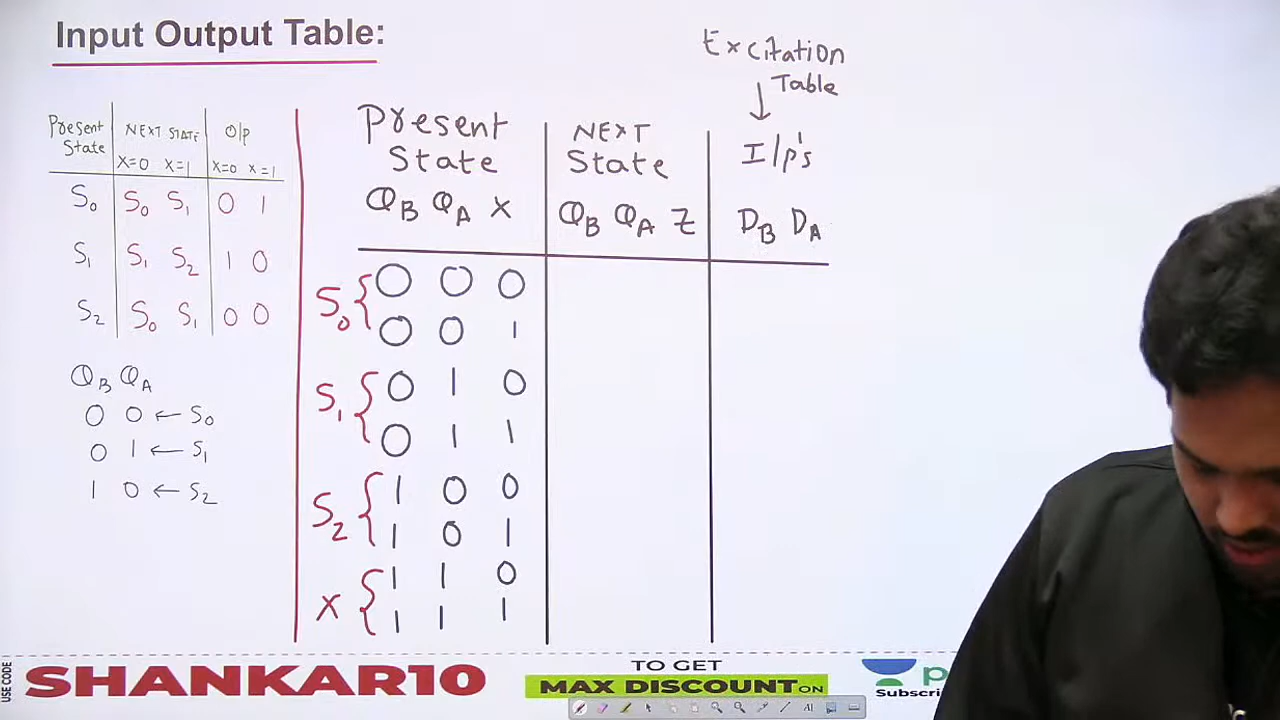 Input Output Table:
Excitation
Table
↓
I/p's
Present State | NEXT STATE | O/p
X=0 X=1 | X=0 X=1
S0 | S0 S1 | 0 1
S1 | S1 S2 | 1 0
S2 | S0 S1 | 0 0
QB QA
0 0 ← S0
0 1 ← S1
1 0 ← S2
Present State | NEXT State
QB QA X | QB QA Z | DB DA
S0 { 0 0 0
0 0 1
S1 { 0 1 0
0 1 1
S2 { 1 0 0
1 0 1
X { 1 1 0
1 1 1
USE CODE
SHANKAR10
TO GET
MAX DISCOUNT ON
p
Subscri